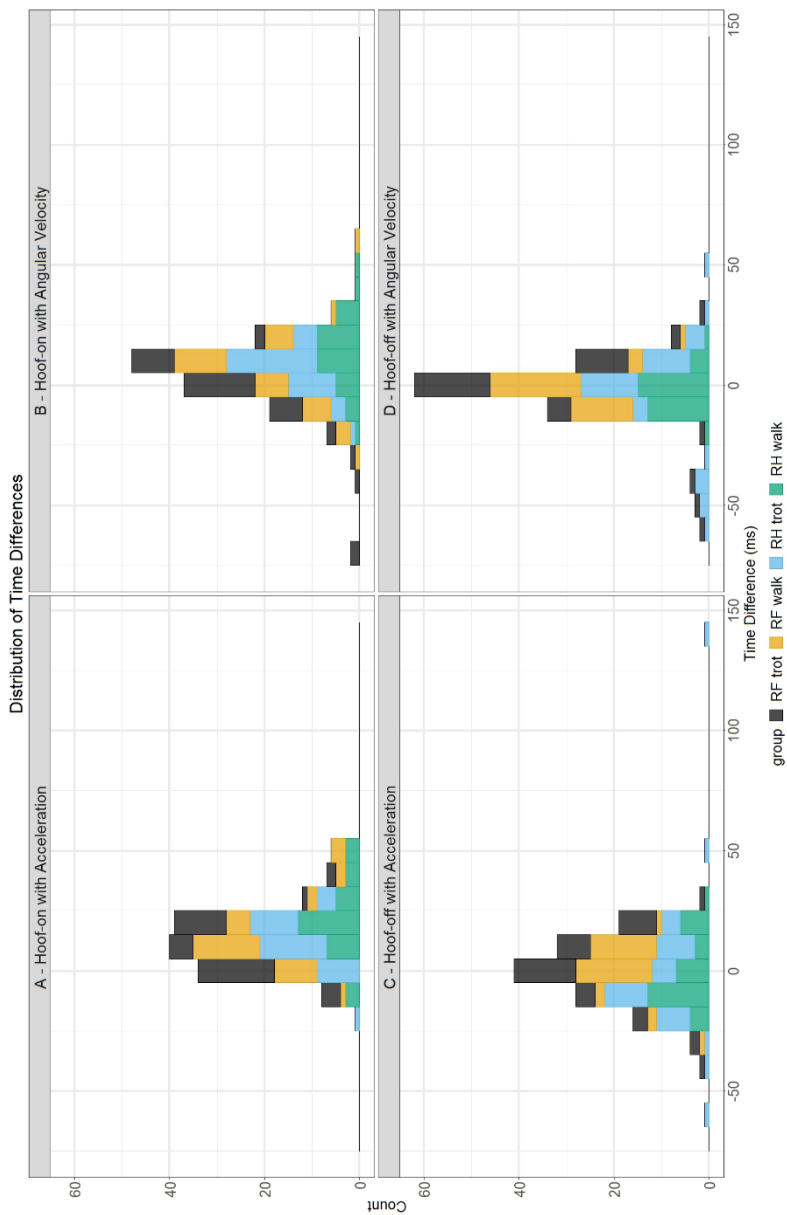 Distribution of Time Differences
A - Hoof-on with Acceleration
B - Hoof-on with Angular Velocity
60
40
20
0
C - Hoof-off with Acceleration
D - Hoof-off with Angular Velocity
60
40
20
0
Count
-50
0
50
100
150
-50
0
50
100
150
Time Difference (ms)
group RF trot RF walk RH trot RH walk